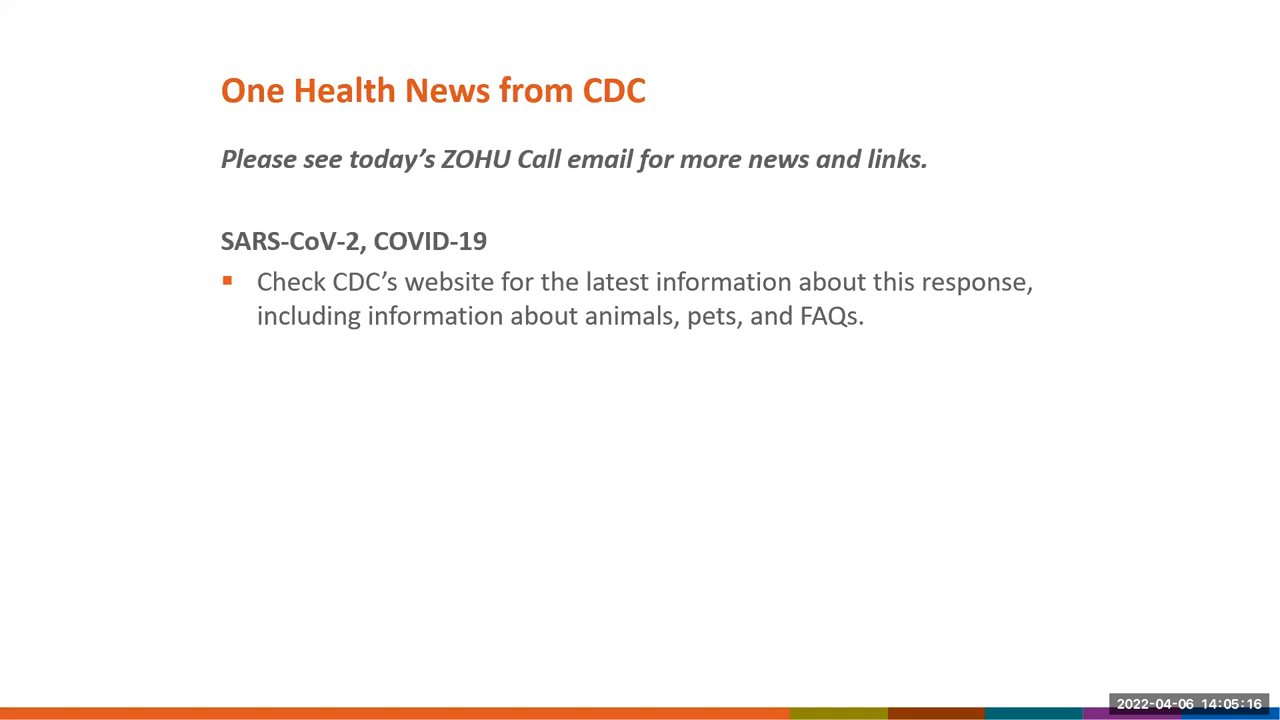 One Health News from CDC
Please see today’s ZOHU Call email for more news and links.
SARS-CoV-2, COVID-19
Check CDC’s website for the latest information about this response,
including information about animals, pets, and FAQs.
2022-04-06 14:05:16